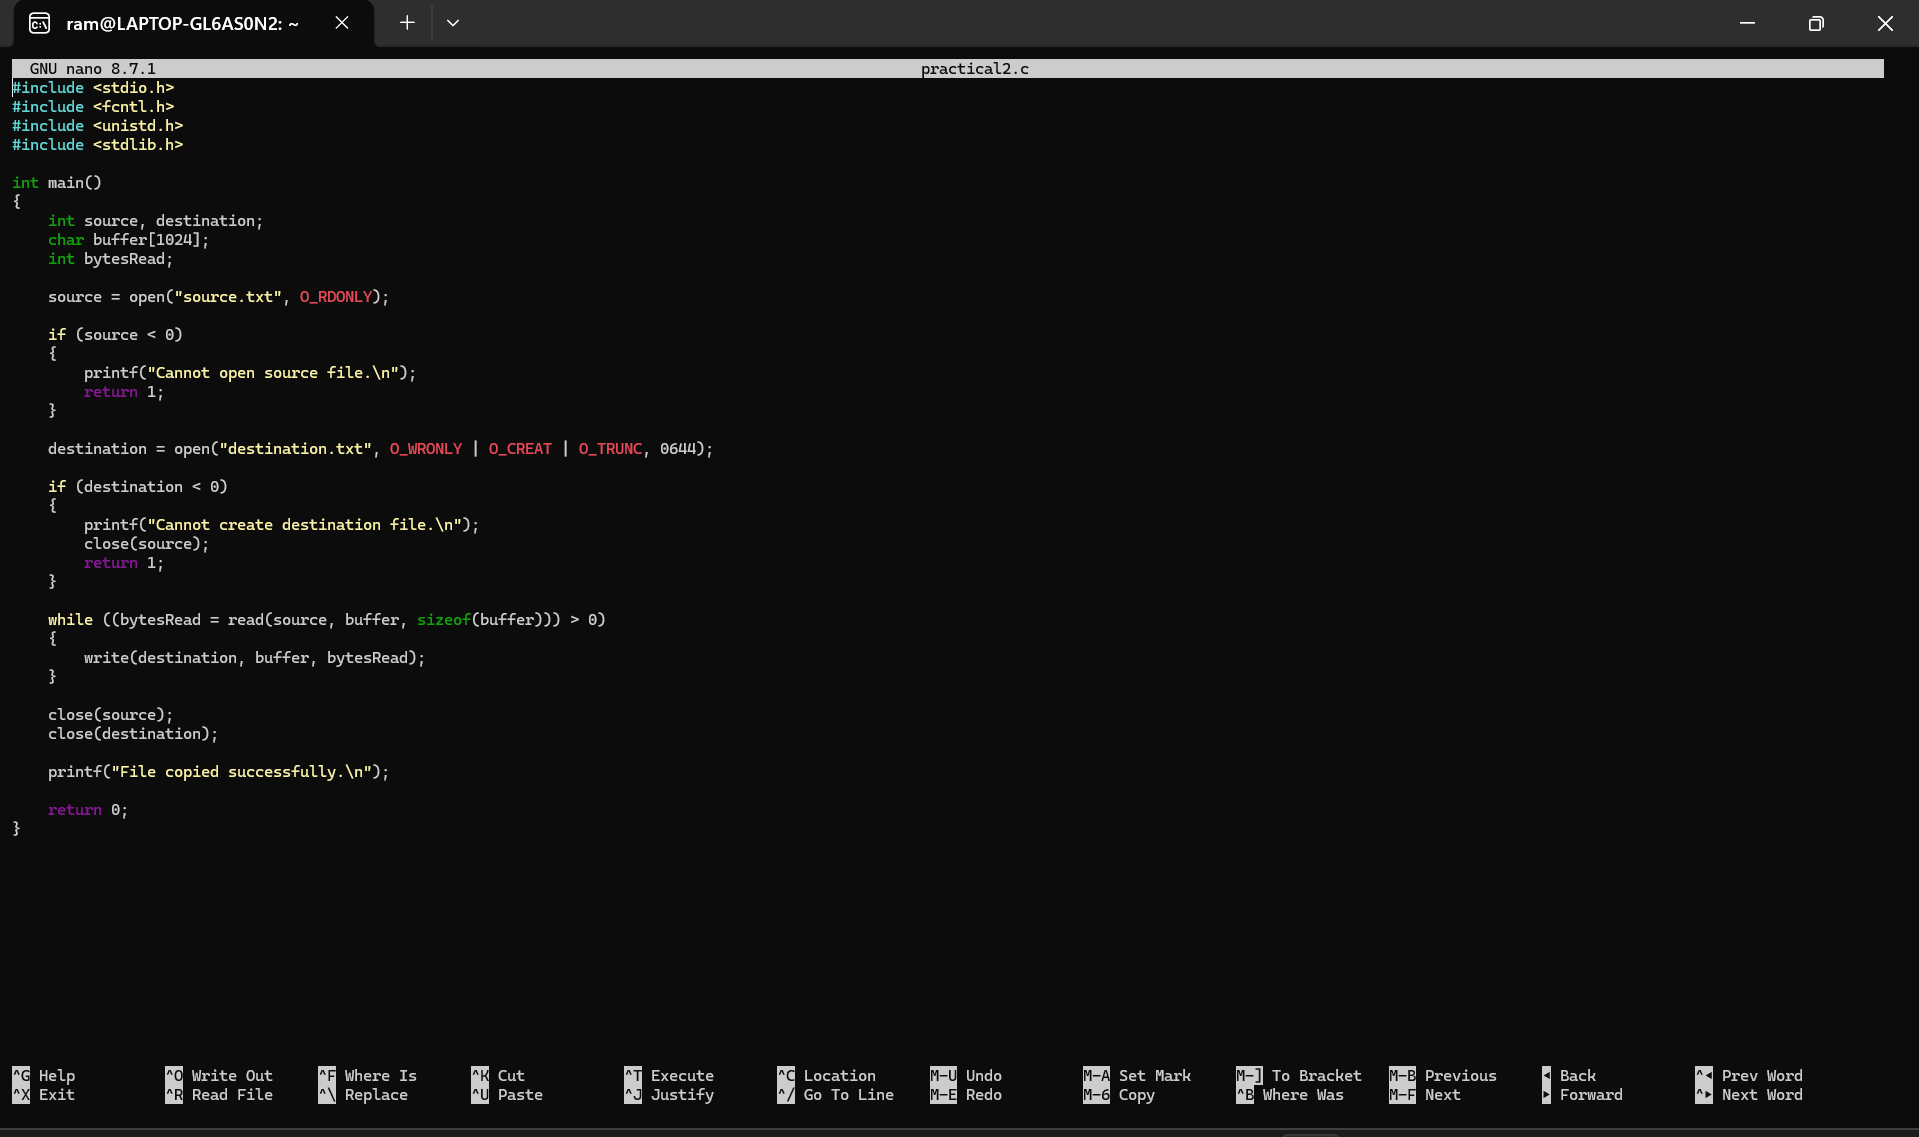 ram@LAPTOP-GL6AS0N2: ~
GNU nano 8.7.1 practical2.c
#include <stdio.h>
#include <fcntl.h>
#include <unistd.h>
#include <stdlib.h>

int main()
{
    int source, destination;
    char buffer[1024];
    int bytesRead;

    source = open("source.txt", O_RDONLY);

    if (source < 0)
    {
        printf("Cannot open source file.\n");
        return 1;
    }

    destination = open("destination.txt", O_WRONLY | O_CREAT | O_TRUNC, 0644);

    if (destination < 0)
    {
        printf("Cannot create destination file.\n");
        close(source);
        return 1;
    }

    while ((bytesRead = read(source, buffer, sizeof(buffer))) > 0)
    {
        write(destination, buffer, bytesRead);
    }

    close(source);
    close(destination);

    printf("File copied successfully.\n");

    return 0;
}
^G Help ^O Write Out ^F Where Is ^K Cut ^T Execute ^C Location M-U Undo M-A Set Mark M-] To Bracket M-B Previous ◂ Back ^◂ Prev Word
^X Exit ^R Read File ^\ Replace ^U Paste ^J Justify ^/ Go To Line M-E Redo M-6 Copy ^B Where Was M-F Next ▸ Forward ^▸ Next Word